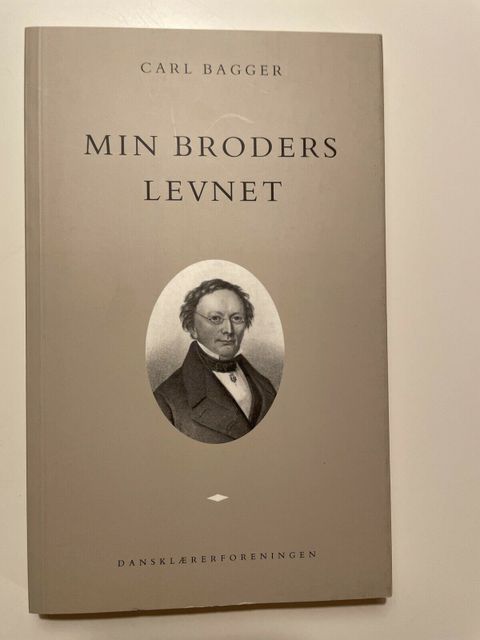 CARL BAGGER
MIN BRODERS
LEVNET
DANSKLÆRERFORENINGEN